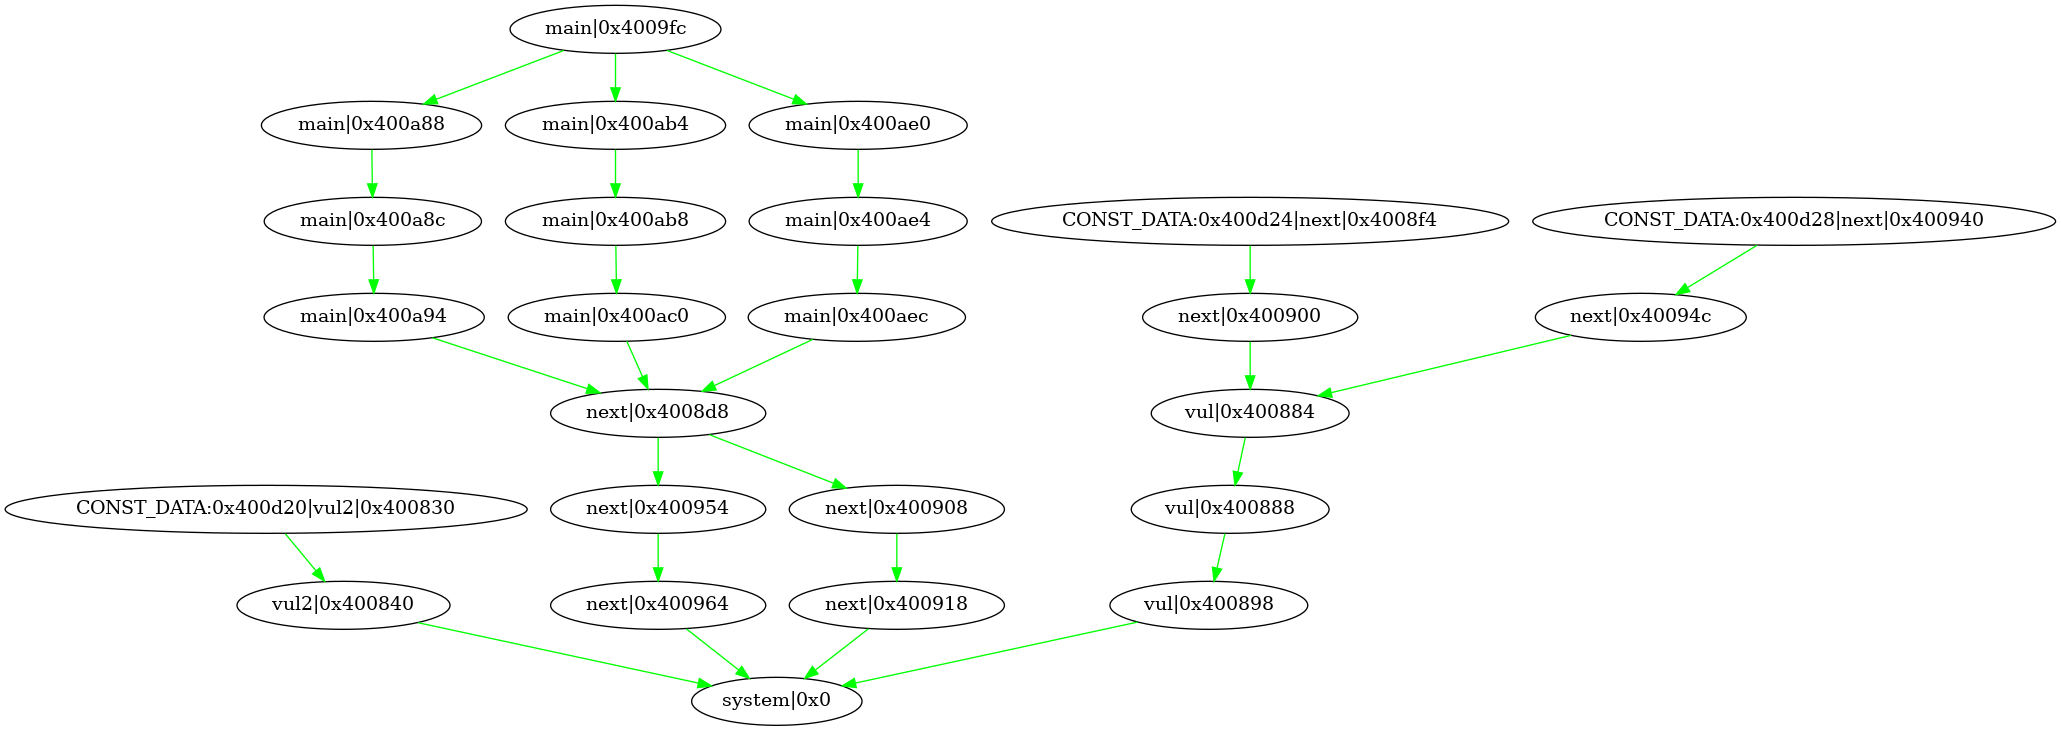 main|0x4009fc
main|0x400a88
main|0x400ab4
main|0x400ae0
main|0x400a8c
main|0x400ab8
main|0x400ae4
CONST_DATA:0x400d24|next|0x4008f4
CONST_DATA:0x400d28|next|0x400940
main|0x400a94
main|0x400ac0
main|0x400aec
next|0x400900
next|0x40094c
next|0x4008d8
vul|0x400884
CONST_DATA:0x400d20|vul2|0x400830
next|0x400954
next|0x400908
vul|0x400888
vul2|0x400840
next|0x400964
next|0x400918
vul|0x400898
system|0x0